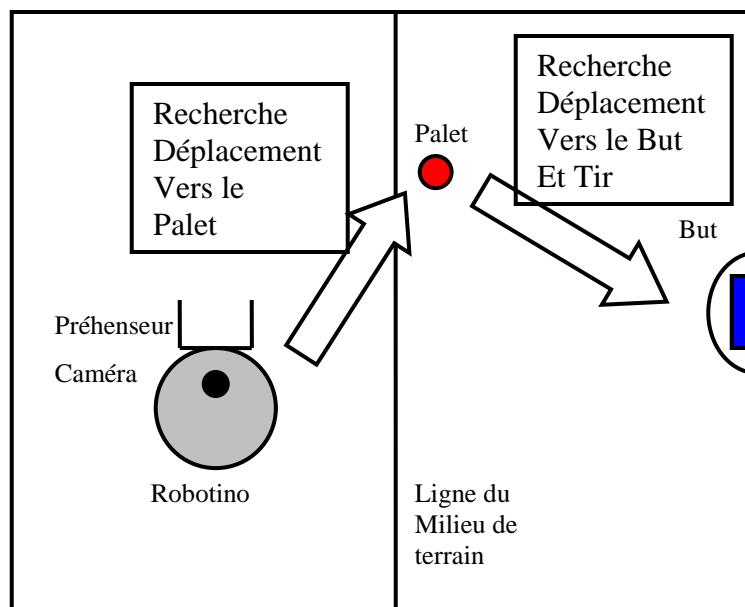 Recherche
Déplacement
Vers le
Palet
Palet
Recherche
Déplacement
Vers le But
Et Tir
But
Préhenseur
Caméra
Robotino
Ligne du
Milieu de
terrain